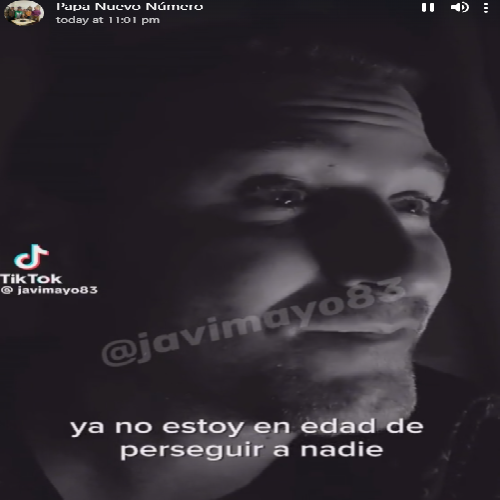 Papa Nuevo Número
today at 11:01 pm
TikTok
@ javimayo83
@javimayo83
ya no estoy en edad de
perseguir a nadie